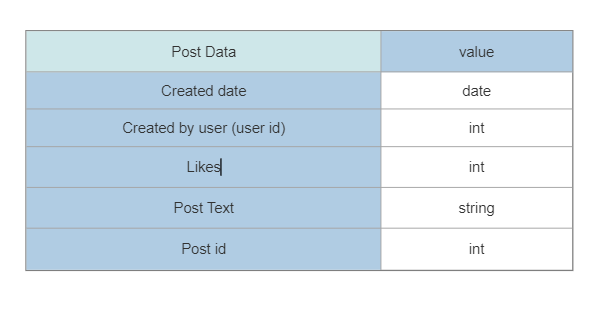 Post Data value
Created date date
Created by user (user id) int
Likes int
Post Text string
Post id int